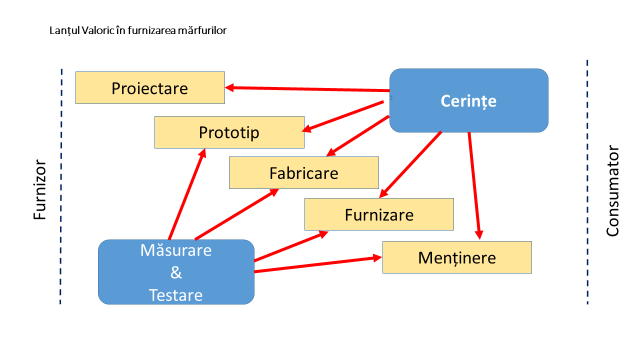 Lanțul Valoric în furnizarea mărfurilor
Proiectare
Cerințe
Prototip
Fabricare
Furnizare
Măsurare
&
Testare
Menținere
Furnizor
Consumator